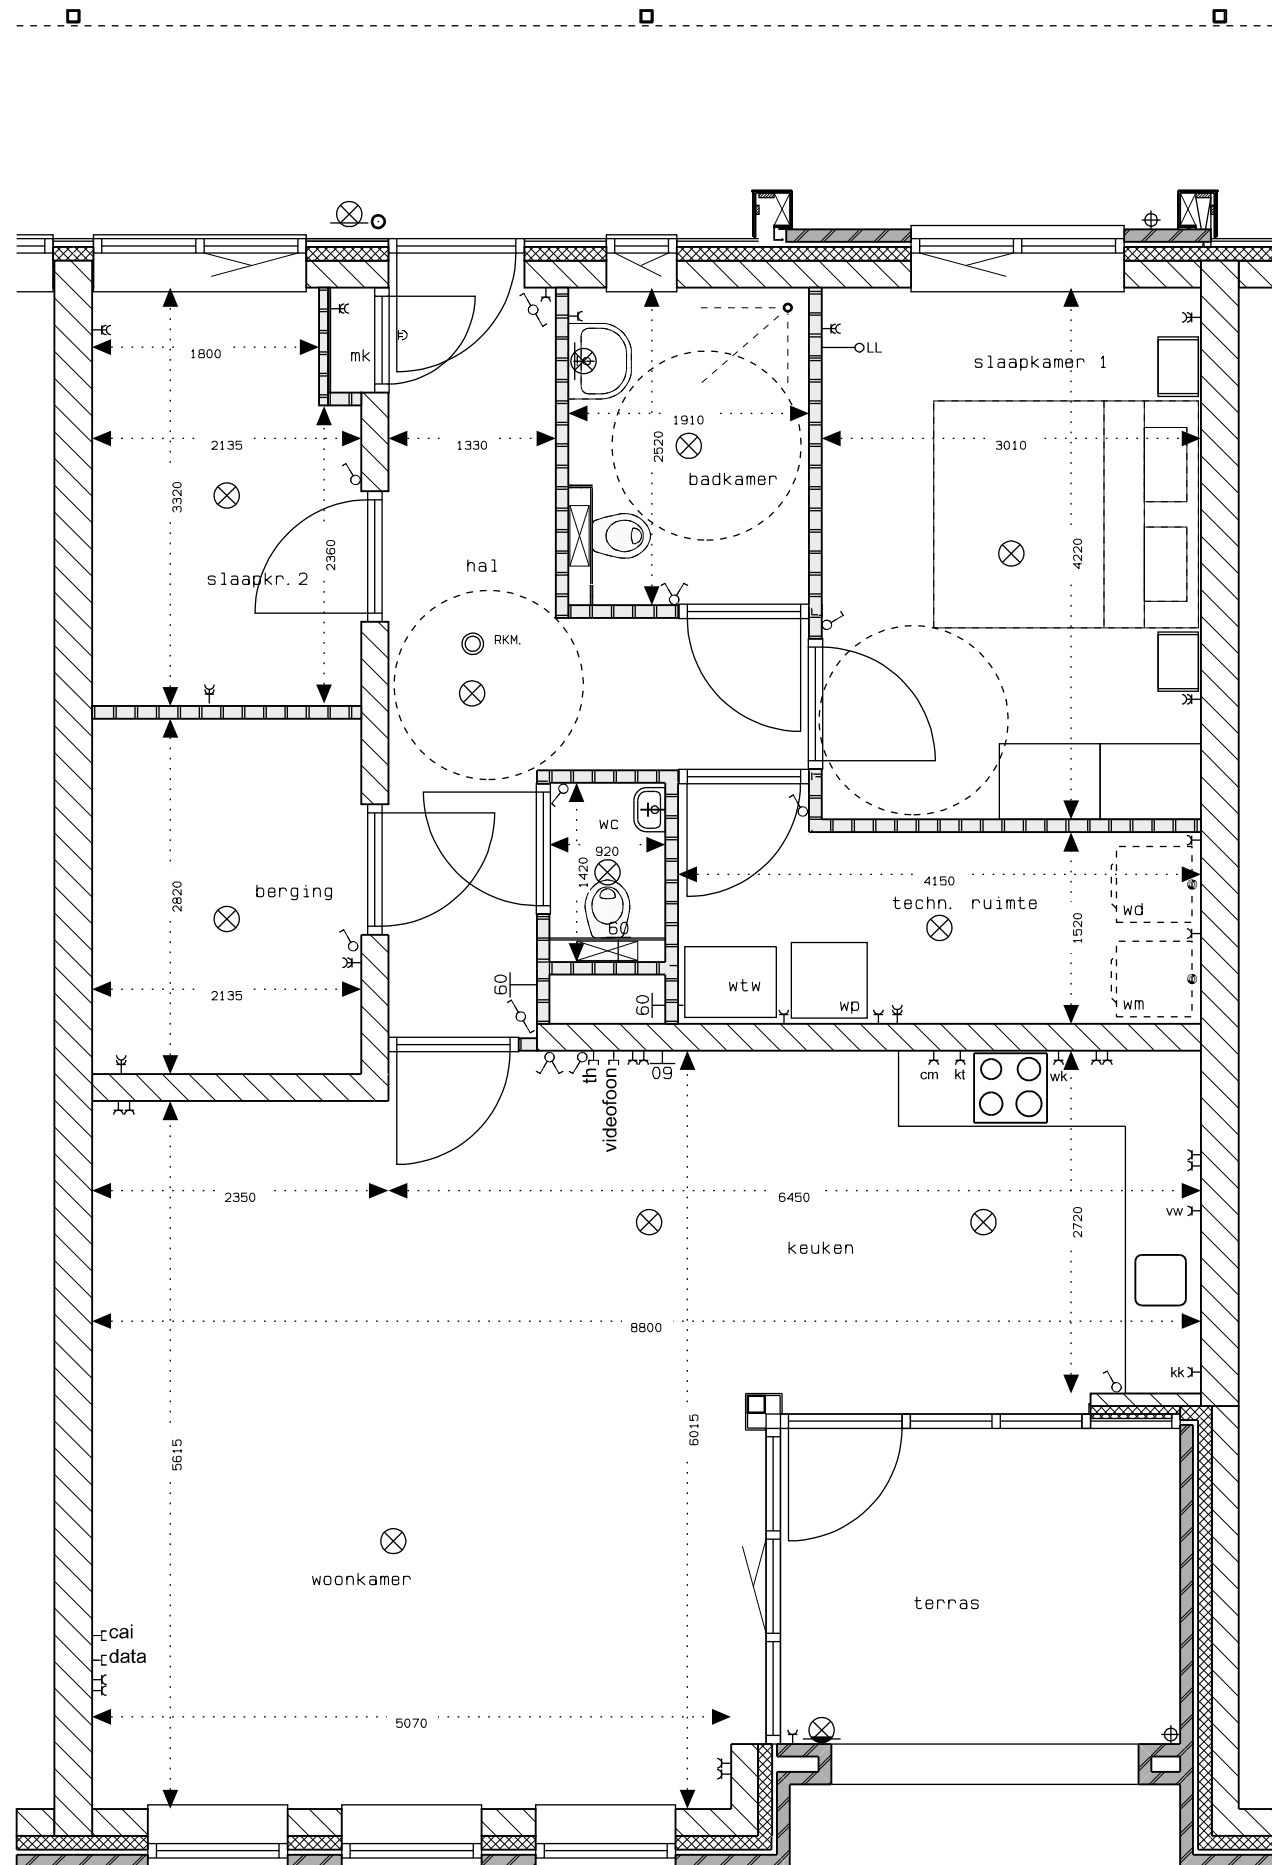 mk
1800
LL
slaapkamer 1
1910
2135
1330
2520
3010
badkamer
3320
2360
4220
hal
slaapkr. 2
RKM.
wc
920
1420
2820
berging
4150
techn. ruimte
wd
60
1520
2135
60
60
wtw
wp
wm
th
videofoon
60
cm
kt
wk
2350
6450
vw
2720
keuken
8800
kk
5615
6015
woonkamer
terras
cai
data
5070